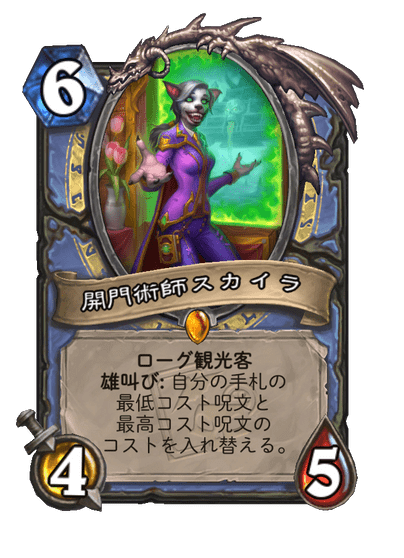 6
開門術師スカイラ
ローグ観光客
雄叫び: 自分の手札の
最低コスト呪文と
最高コスト呪文の
コストを入れ替える。
4
5